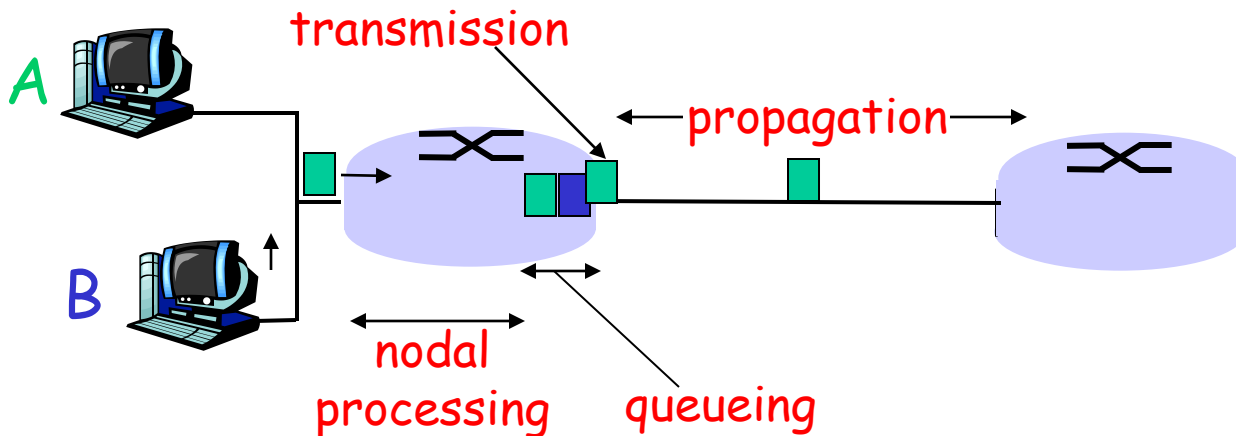 transmission
A
propagation
B
nodal
processing
queueing